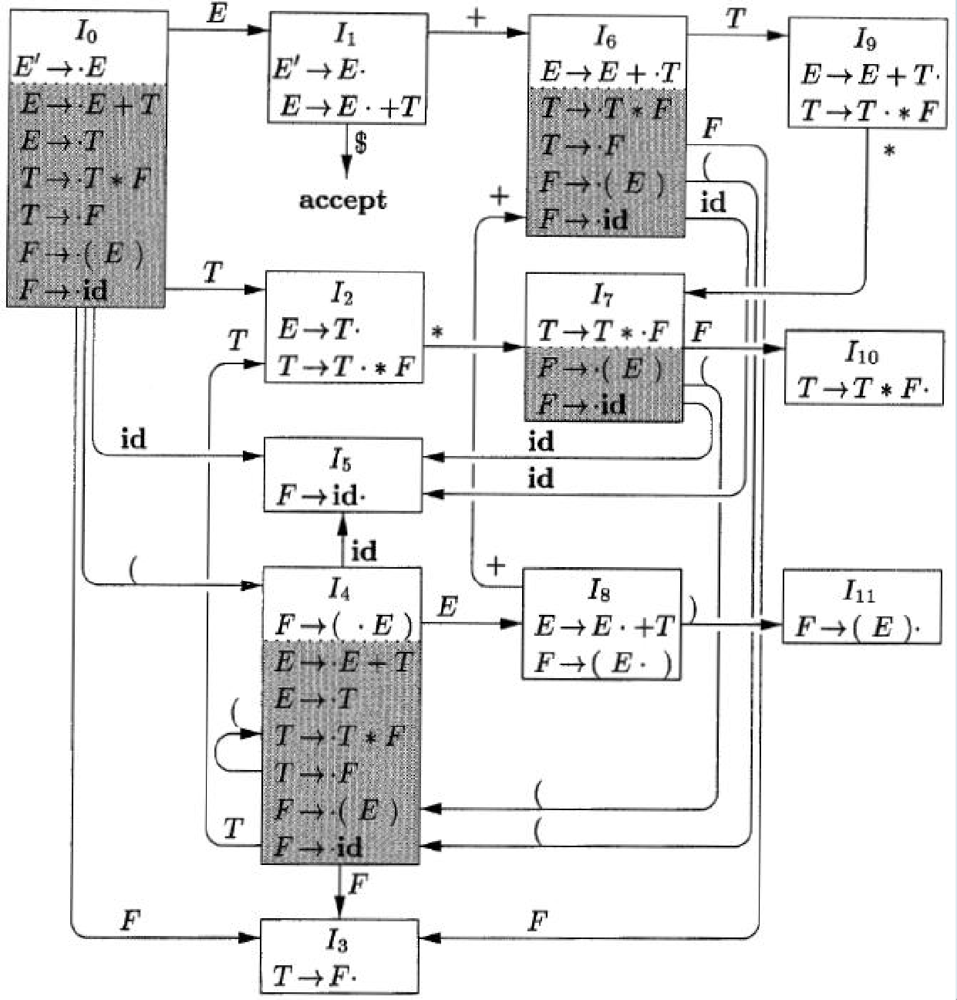 I₀
E′ → ·E
E → ·E + T
E → ·T
T → ·T * F
T → ·F
F → ·( E )
F → ·id
E
I₁
E′ → E·
E → E · +T
$
accept
+
I₆
E → E + ·T
T → ·T * F
T → ·F
F → ·( E )
F → ·id
T
I₉
E → E + T·
T → T · * F
F
(
id
*
+
T
I₂
E → T·
T → T · * F
T
*
I₇
T → T * ·F
F → ·( E )
F → ·id
F
(
I₁₀
T → T * F·
id
I₅
F → id·
id
id
id
(
I₄
F → ( · E )
E → ·E + T
E → ·T
T → ·T * F
T → ·F
F → ·( E )
F → ·id
E
+
I₈
E → E · +T
F → ( E · )
)
I₁₁
F → ( E )·
(
T
(
(
F
F
I₃
T → F·
F